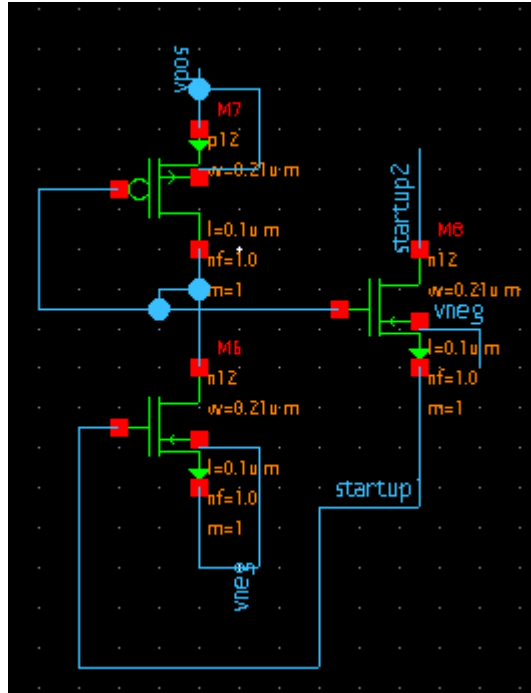 vpos
M7
p12
w=0.21u m
l=0.1u m
nf=1.0
m=1
startup2
M8
n12
w=0.21u m
vneg
l=0.1u m
nf=1.0
m=1
M6
n12
w=0.21u m
l=0.1u m
nf=1.0
m=1
vneg
startup